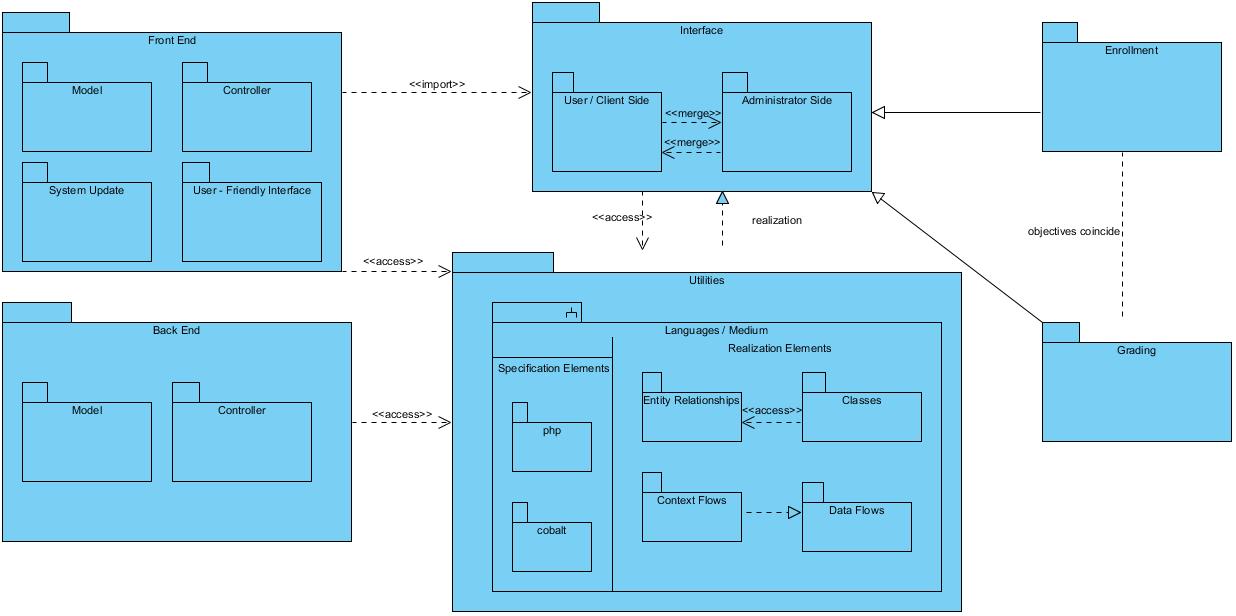 Front End
Model
Controller
System Update
User - Friendly Interface
<<import>>
Interface
User / Client Side
Administrator Side
<<merge>>
<<merge>>
Enrollment
<<access>>
realization
objectives coincide
<<access>>
Utilities
Back End
Model
Controller
<<access>>
Languages / Medium
Specification Elements
Realization Elements
php
cobalt
Entity Relationships
<<access>>
Classes
Context Flows
Data Flows
Grading